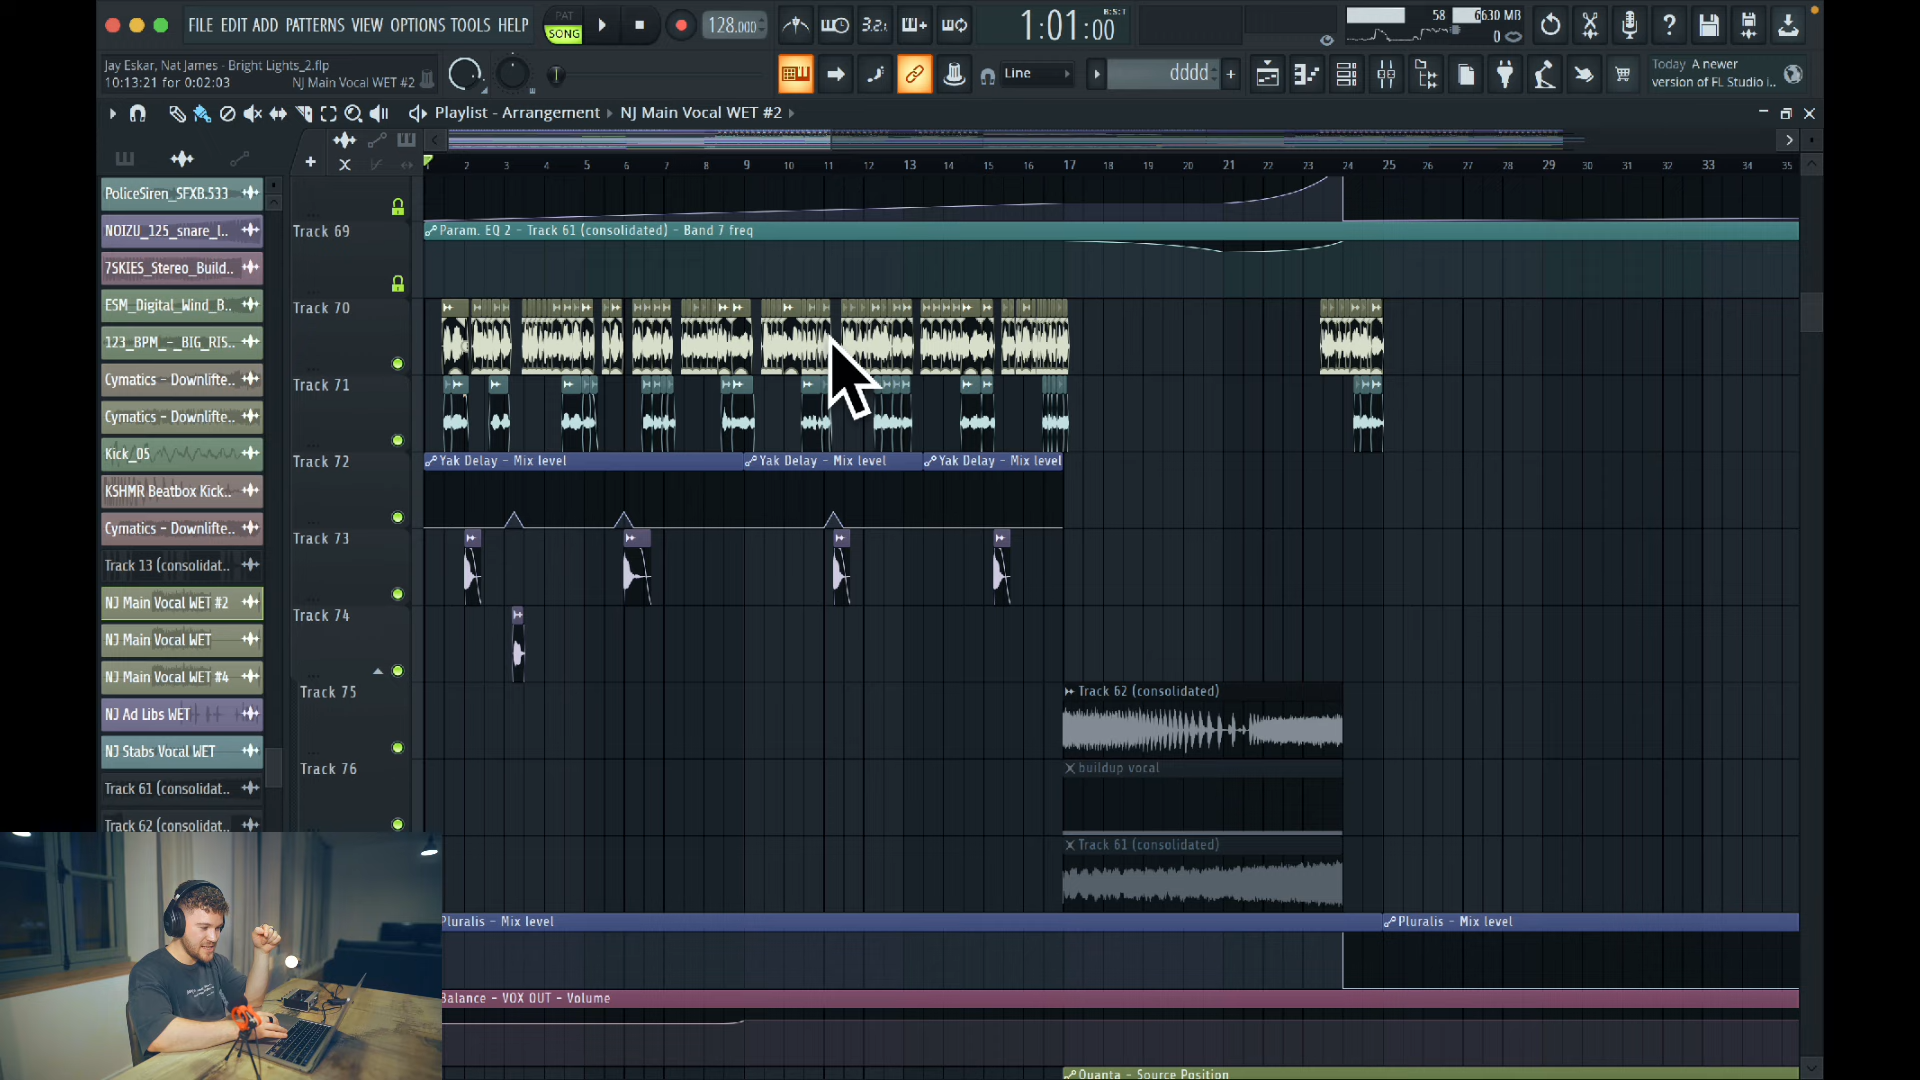 FILE EDIT ADD PATTERNS VIEW OPTIONS TOOLS HELP
PAT
SONG
128.000
3.2.
1:01:00
B:S:T
58
6630 MB
0
Jay Eskar, Nat James - Bright Lights_2.flp
10:13:21 for 0:02:03
NJ Main Vocal WET #2
Line
dddd
Today A newer
version of FL Studio i..
Playlist - Arrangement
NJ Main Vocal WET #2
2 3 4 5 6 7 8 9 10 11 12 13 14 15 16 17 18 19 20 21 22 23 24 25 26 27 28 29 30 31 32 33 34 35
PoliceSiren_SFXB.533
NOIZU_125_snare_l..
7SKIES_Stereo_Build..
ESM_Digital_Wind_B..
123_BPM_-_BIG_RIS..
Cymatics - Downlifte..
Cymatics - Downlifte..
Kick_05
KSHMR Beatbox Kick..
Cymatics - Downlifte..
Track 13 (consolidat..
NJ Main Vocal WET #2
NJ Main Vocal WET
NJ Main Vocal WET #4
NJ Ad Libs WET
NJ Stabs Vocal WET
Track 61 (consolidat..
Track 62 (consolidat..
Track 69
Param. EQ 2 - Track 61 (consolidated) - Band 7 freq
Track 70
Track 71
Track 72
Yak Delay - Mix level
Yak Delay - Mix level
Yak Delay - Mix level
Track 73
Track 74
Track 75
Track 62 (consolidated)
Track 76
buildup vocal
Track 61 (consolidated)
Pluralis - Mix level
Pluralis - Mix level
Balance - VOX OUT - Volume
Quanta - Source Position